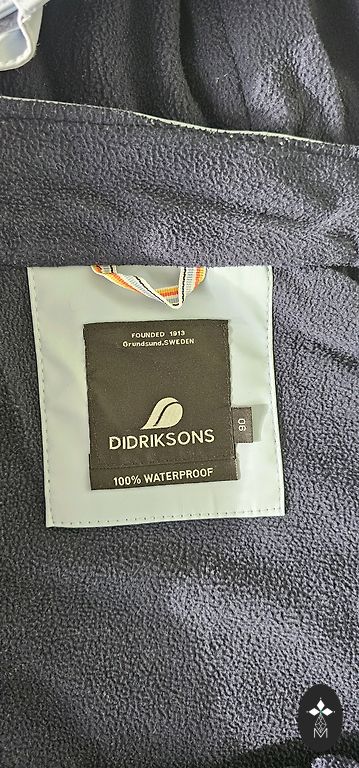 FOUNDED 1913
Grundsund, SWEDEN
DIDRIKSONS
90
100% WATERPROOF
M